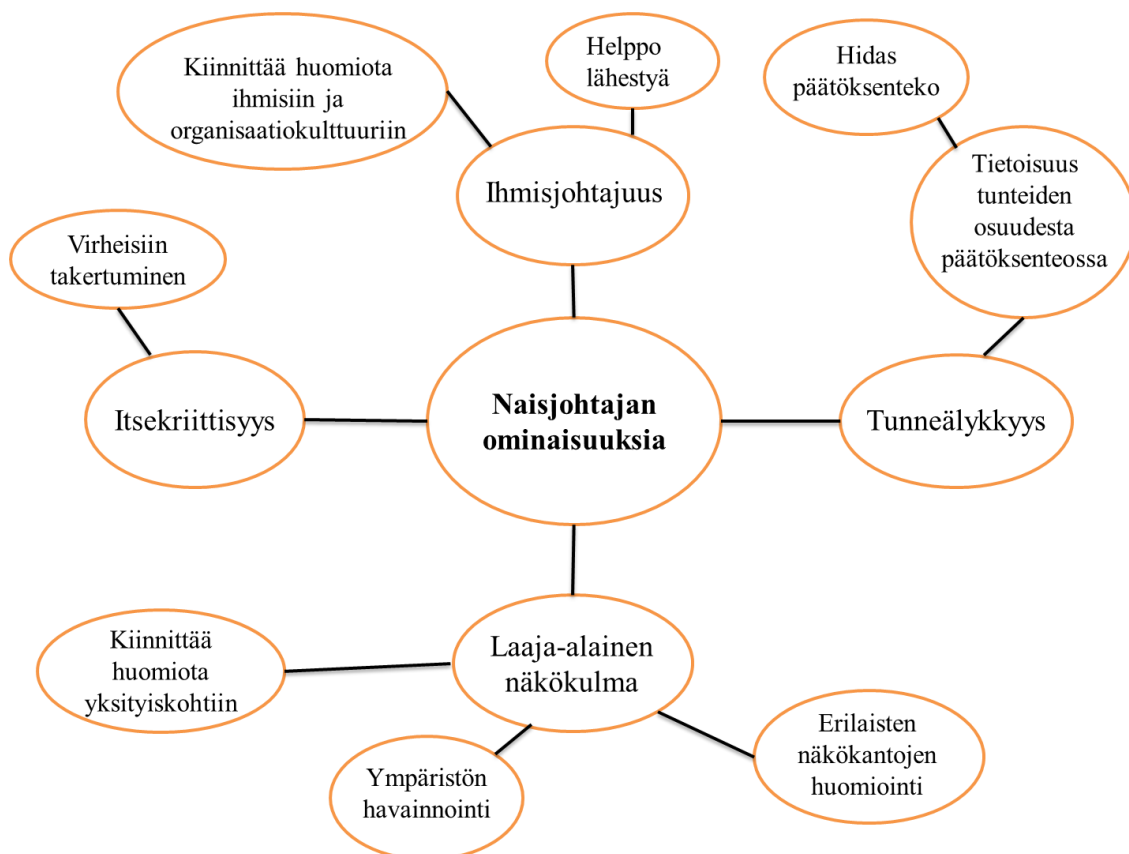 Kiinnittää huomiota
ihmisiin ja
organisaatiokulttuuriin
Helppo
lähestyä
Hidas
päätöksenteko
Ihmisjohtajuus
Tietoisuus
tunteiden
osuudesta
päätöksenteossa
Virheisiin
takertuminen
Itsekriittisyys
Naisjohtajan
ominaisuuksia
Tunneälykkyys
Kiinnittää
huomiota
yksityiskohtiin
Laaja-alainen
näkökulma
Ympäristön
havainnointi
Erilaisten
näkökantojen
huomiointi